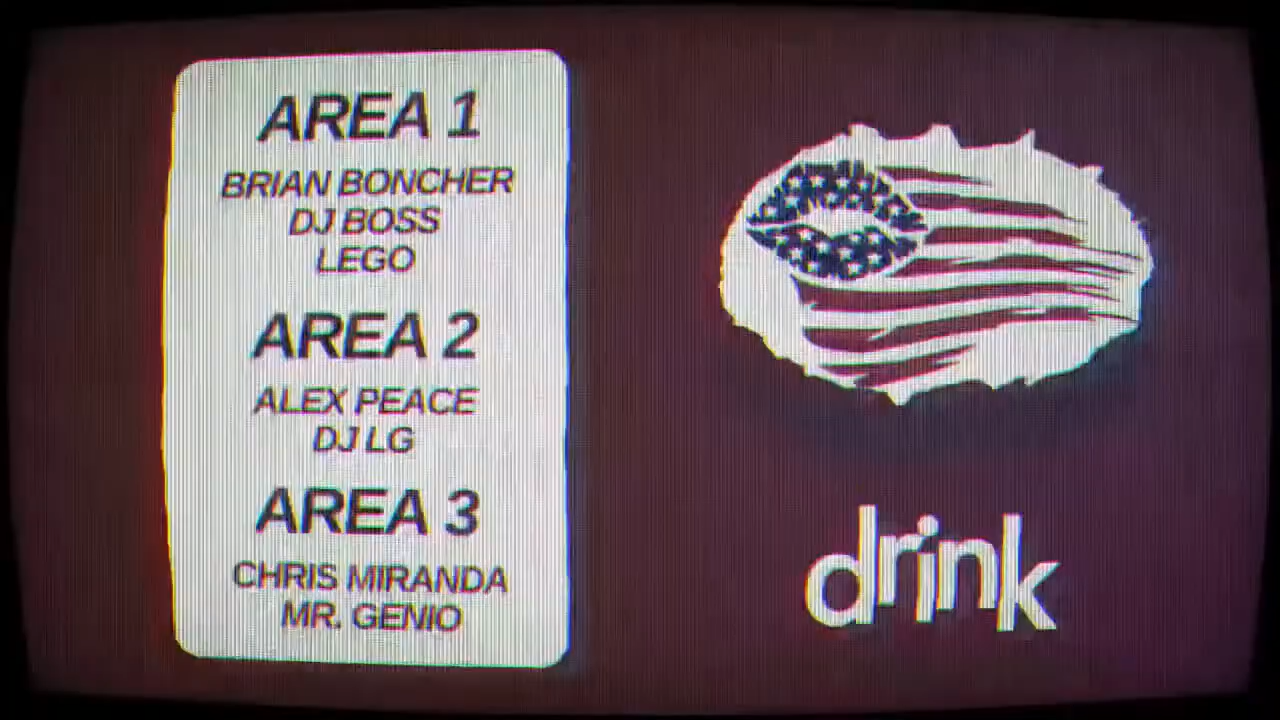 AREA 1
BRIAN BONCHER
DJ BOSS
LEGO
AREA 2
ALEX PEACE
DJ LG
AREA 3
CHRIS MIRANDA
MR. GENIO
drink